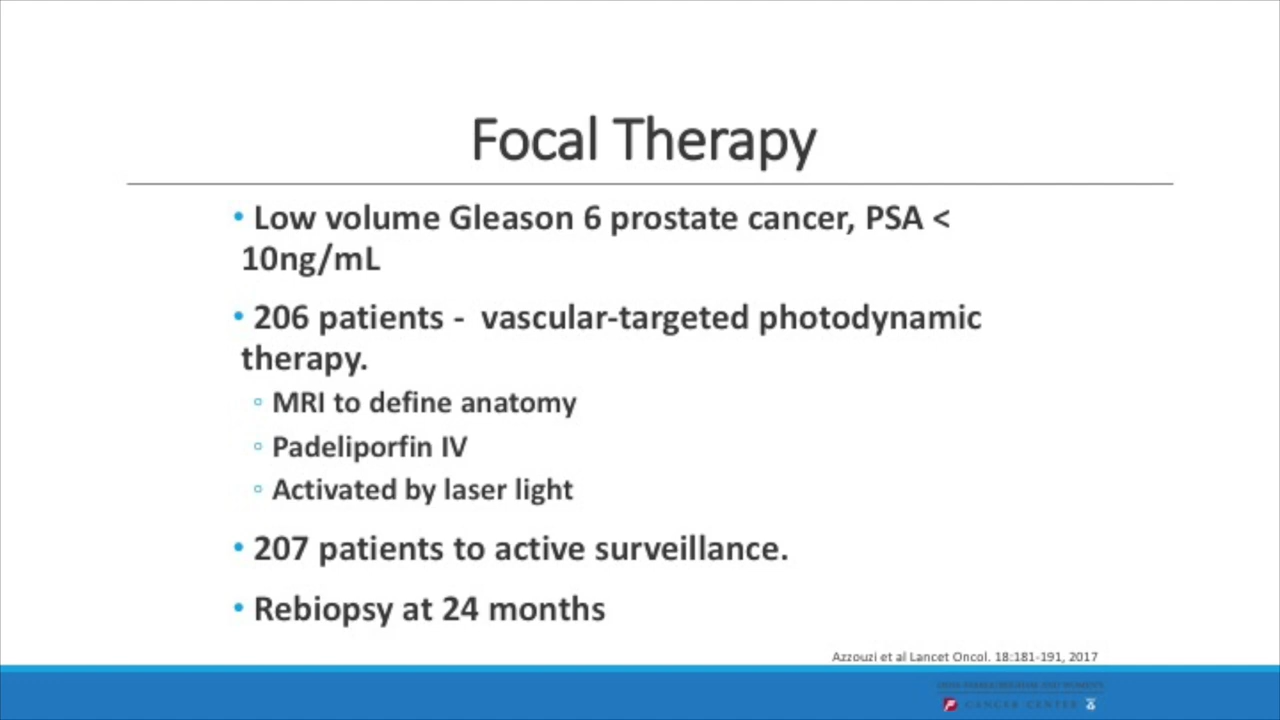 Focal Therapy
• Low volume Gleason 6 prostate cancer, PSA <
10ng/mL
• 206 patients -  vascular-targeted photodynamic
therapy.
◦ MRI to define anatomy
◦ Padeliporfin IV
◦ Activated by laser light
• 207 patients to active surveillance.
• Rebiopsy at 24 months
Azzouzi et al Lancet Oncol. 18:181-191, 2017
CANCER CENTER